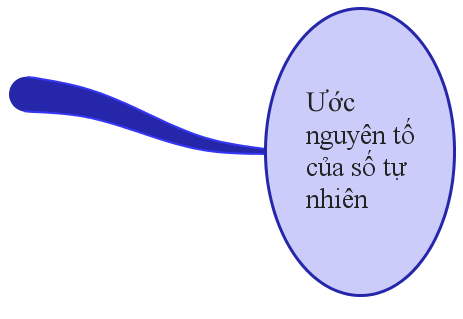 Ước
nguyên tố
của số tự
nhiên